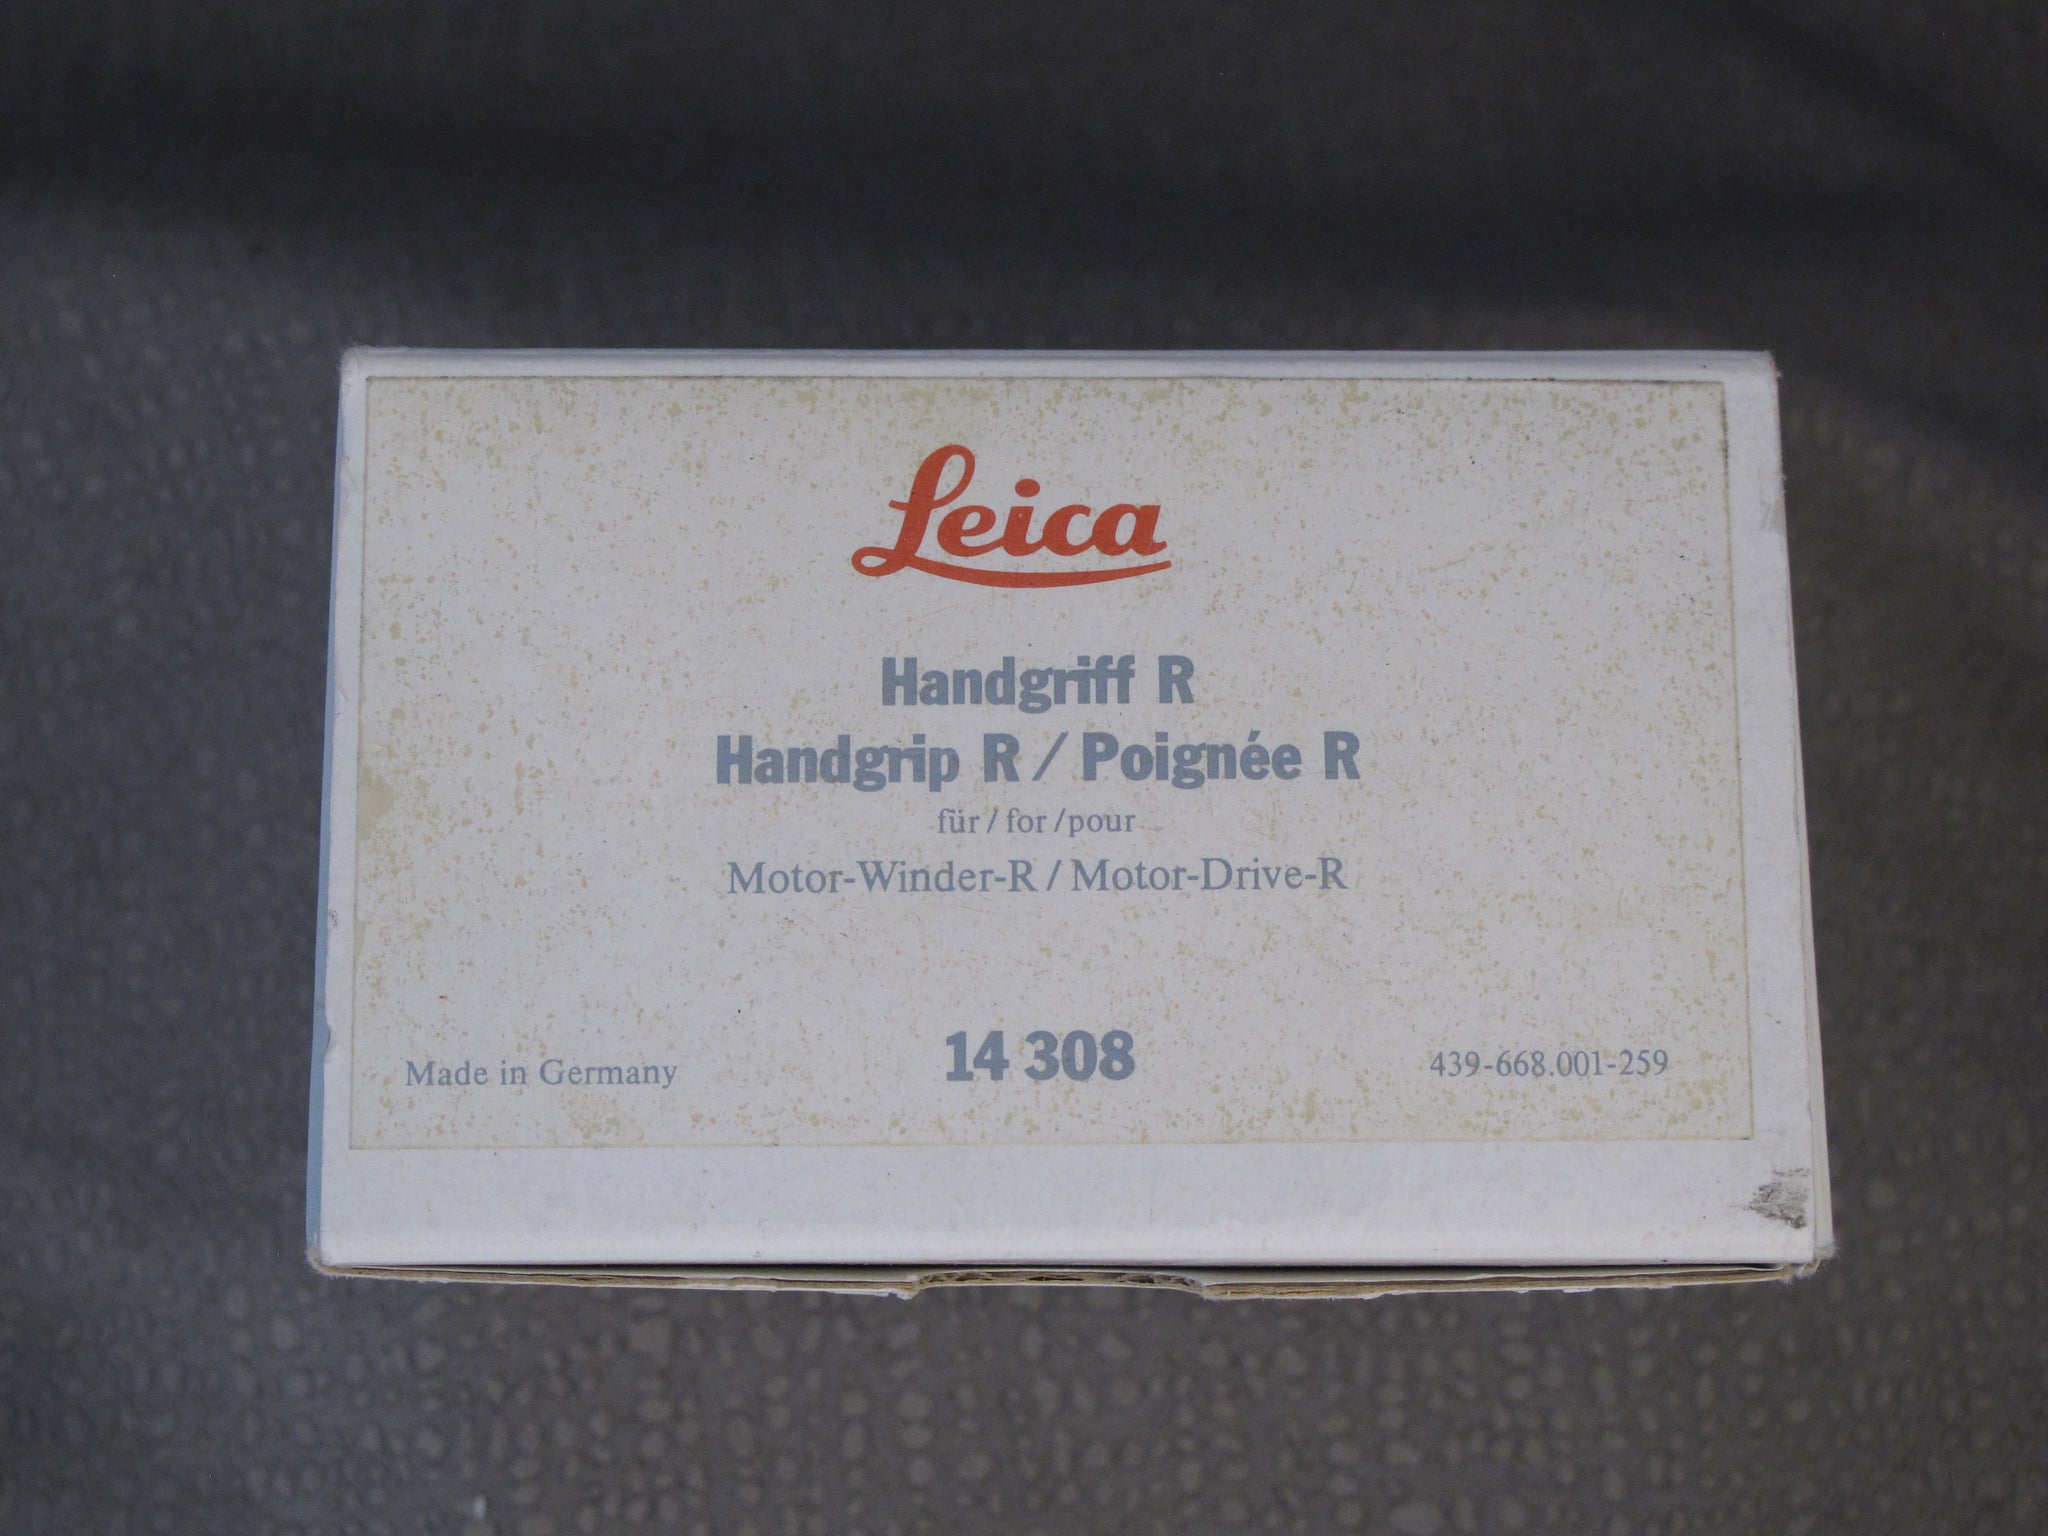 Leica
Handgriff R
Handgrip R / Poignée R
für / for / pour
Motor-Winder-R / Motor-Drive-R
Made in Germany
14 308
439-668.001-259